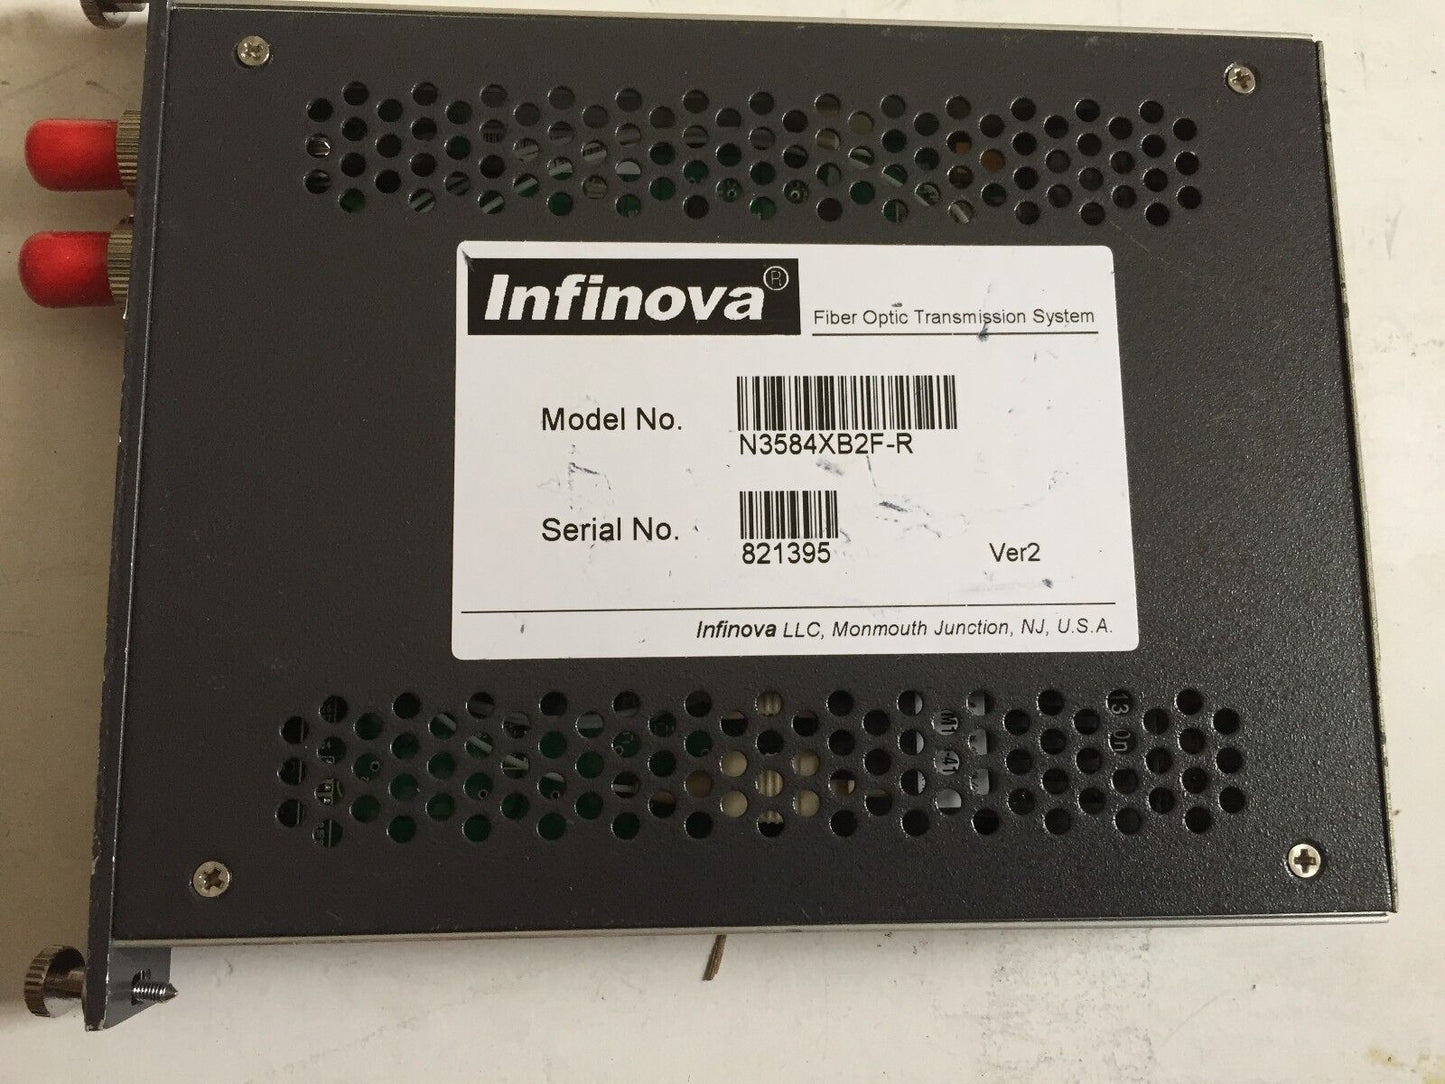 Infinova®
Fiber Optic Transmission System
Model No.
N3584XB2F-R
Serial No.
821395
Ver2
Infinova LLC, Monmouth Junction, NJ, U.S.A.